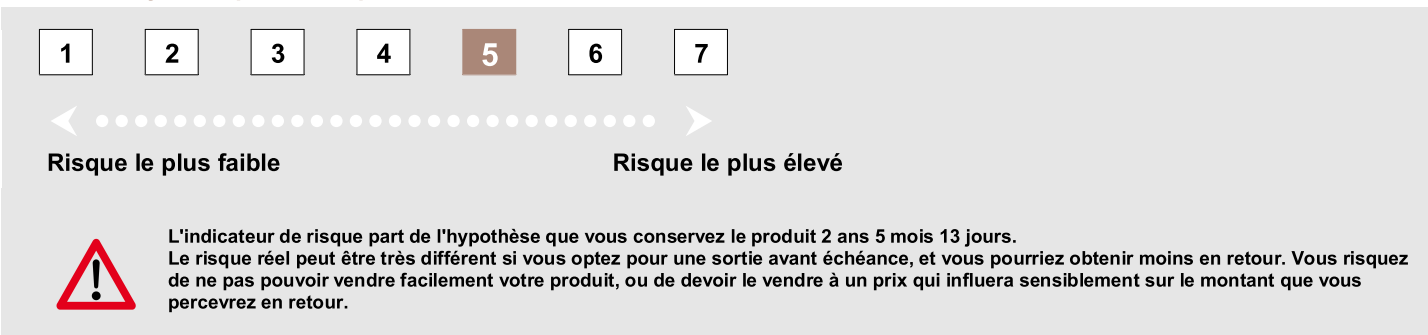 1 2 3 4 5 6 7
Risque le plus faible Risque le plus élevé
L'indicateur de risque part de l'hypothèse que vous conservez le produit 2 ans 5 mois 13 jours.
Le risque réel peut être très différent si vous optez pour une sortie avant échéance, et vous pourriez obtenir moins en retour. Vous risquez
de ne pas pouvoir vendre facilement votre produit, ou de devoir le vendre à un prix qui influera sensiblement sur le montant que vous
percevrez en retour.